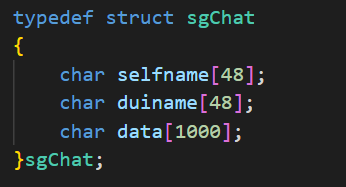 typedef struct sgChat
{
    char selfname[48];
    char duiname[48];
    char data[1000];
}sgChat;